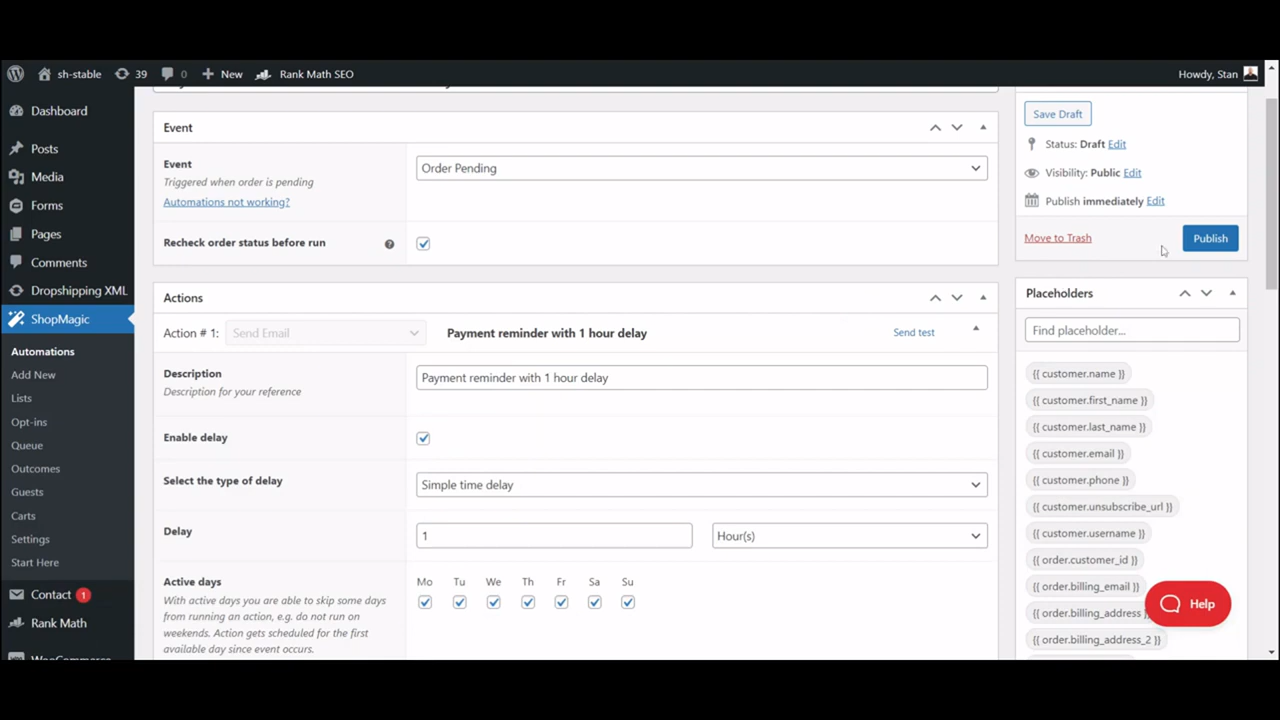 sh-stable
39
0
New
Rank Math SEO
Howdy, Stan
Dashboard
Posts
Media
Forms
Pages
Comments
Dropshipping XML
ShopMagic
Automations
Add New
Lists
Opt-ins
Queue
Outcomes
Guests
Carts
Settings
Start Here
Contact 1
Rank Math
WooCommerce
Event
Event
Triggered when order is pending
Automations not working?
Order Pending
Recheck order status before run
?
Actions
Action # 1:
Send Email
Payment reminder with 1 hour delay
Send test
Description
Description for your reference
Payment reminder with 1 hour delay
Enable delay
Select the type of delay
Simple time delay
Delay
1
Hour(s)
Active days
With active days you are able to skip some days
from running an action, e.g. do not run on
weekends. Action gets scheduled for the first
available day since event occurs.
Mo Tu We Th Fr Sa Su
Save Draft
Status: Draft Edit
Visibility: Public Edit
Publish immediately Edit
Move to Trash
Publish
Placeholders
Find placeholder...
{{ customer.name }}
{{ customer.first_name }}
{{ customer.last_name }}
{{ customer.email }}
{{ customer.phone }}
{{ customer.unsubscribe_url }}
{{ customer.username }}
{{ order.customer_id }}
{{ order.billing_email }}
{{ order.billing_address
{{ order.billing_address_2 }}
Help